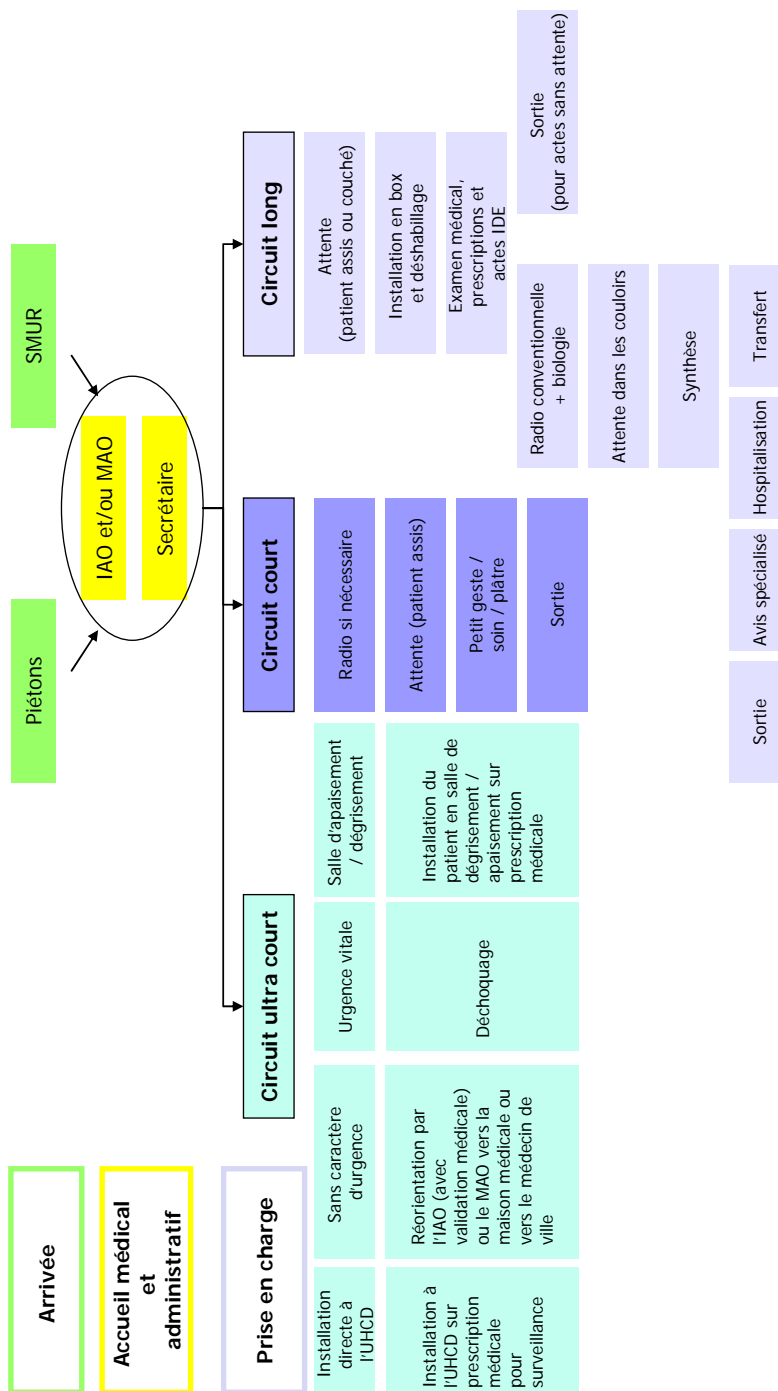 Arrivée
Piétons
SMUR
Accueil médical
et
administratif
IAO et/ou MAO
Secrétaire
Prise en charge
Circuit ultra court
Circuit court
Circuit long
Installation
directe à
l'UHCD
Sans caractère
d'urgence
Urgence vitale
Salle d'apaisement
/ dégrisement
Installation à
l'UHCD sur
prescription
médicale
pour
surveillance
Réorientation par
l'IAO (avec
validation médicale)
ou le MAO vers la
maison médicale ou
vers le médecin de
ville
Déchoquage
Installation du
patient en salle de
dégrisement /
apaisement sur
prescription
médicale
Radio si nécessaire
Attente (patient assis)
Petit geste /
soin / plâtre
Sortie
Attente
(patient assis ou couché)
Installation en box
et déshabillage
Examen médical,
prescriptions et
actes IDE
Radio conventionnelle
+ biologie
Sortie
(pour actes sans attente)
Attente dans les couloirs
Synthèse
Sortie
Avis spécialisé
Hospitalisation
Transfert